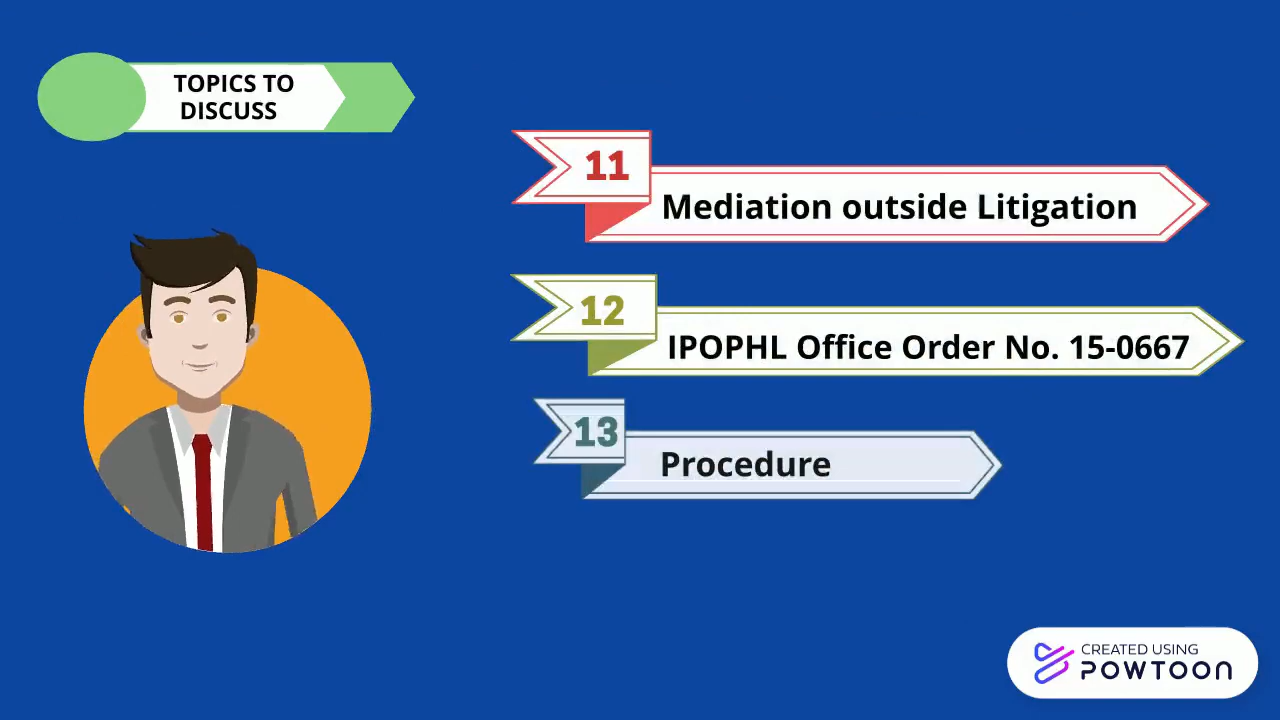 TOPICS TO
DISCUSS
11
Mediation outside Litigation
12
IPOPHL Office Order No. 15-0667
13
Procedure
CREATED USING
POWTOON